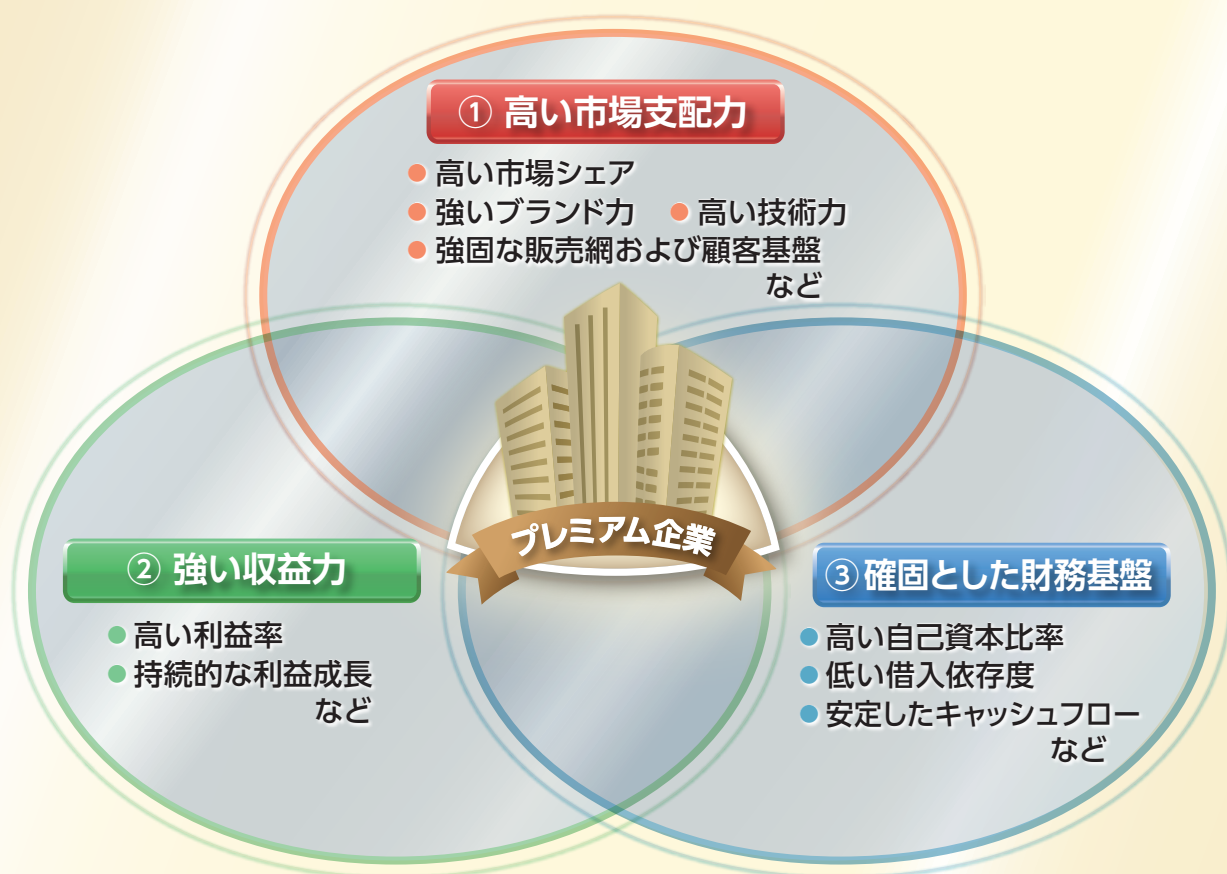 ① 高い市場支配力
● 高い市場シェア
● 強いブランド力 ● 高い技術力
● 強固な販売網および顧客基盤
など
プレミアム企業
② 強い収益力
● 高い利益率
● 持続的な利益成長
など
③ 確固とした財務基盤
● 高い自己資本比率
● 低い借入依存度
● 安定したキャッシュフロー
など